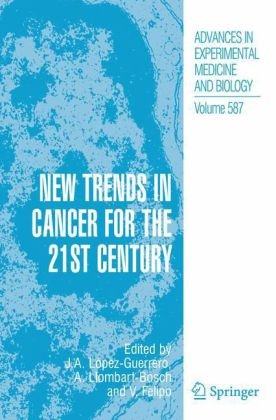 ADVANCES IN
EXPERIMENTAL
MEDICINE
AND BIOLOGY
Volume 587
NEW TRENDS IN
CANCER FOR THE
21ST CENTURY
Edited by
J.A. López-Guerrero,
A. Llombart-Bosch
and V. Felipo
Springer